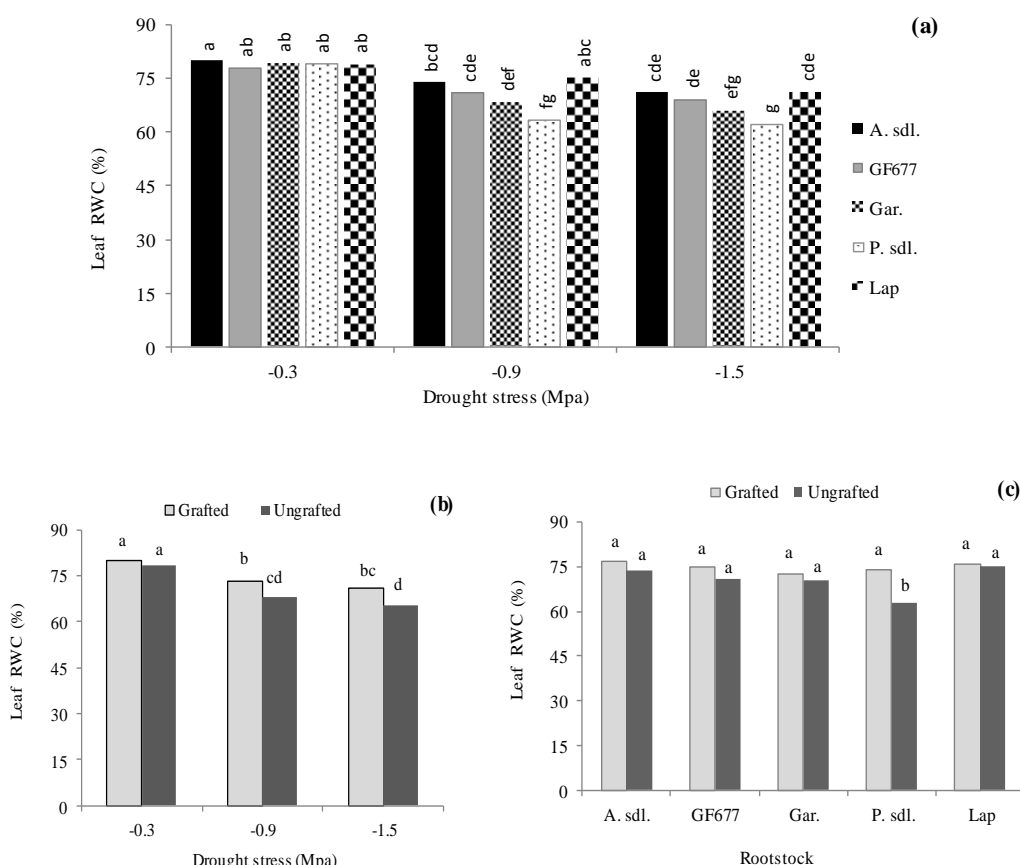 (a)
90
75
60
45
30
15
0
Leaf RWC (%)
a ab ab ab ab
bcd cde def fg abc
cde de efg g cde
-0.3 -0.9 -1.5
Drought stress (Mpa)
A. sdl.
GF677
Gar.
P. sdl.
Lap
(b)
Grafted Ungrafted
90
75
60
45
30
15
0
Leaf RWC (%)
a a b cd bc d
-0.3 -0.9 -1.5
Drought stress (Mpa)
(c)
Grafted Ungrafted
90
75
60
45
30
15
0
Leaf RWC (%)
a a a a a a a b a a
A. sdl. GF677 Gar. P. sdl. Lap
Rootstock